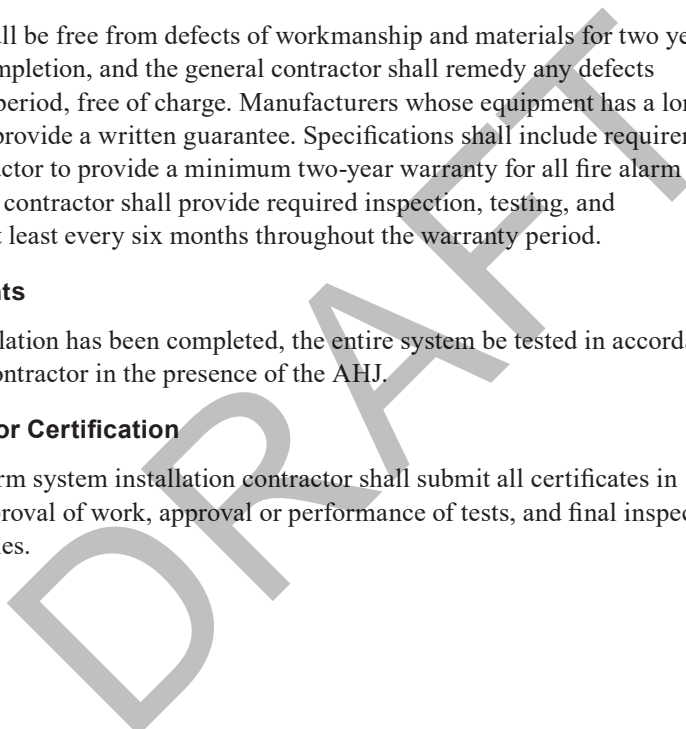 ll be free from defects of workmanship and materials for two ye
mpletion, and the general contractor shall remedy any defects
period, free of charge. Manufacturers whose equipment has a lon
provide a written guarantee. Specifications shall include requirem
ctor to provide a minimum two-year warranty for all fire alarm
contractor shall provide required inspection, testing, and
t least every six months throughout the warranty period.
nts
lation has been completed, the entire system be tested in accorda
ontractor in the presence of the AHJ.
or Certification
rm system installation contractor shall submit all certificates in
proval of work, approval or performance of tests, and final inspec
ies.
DRAFT